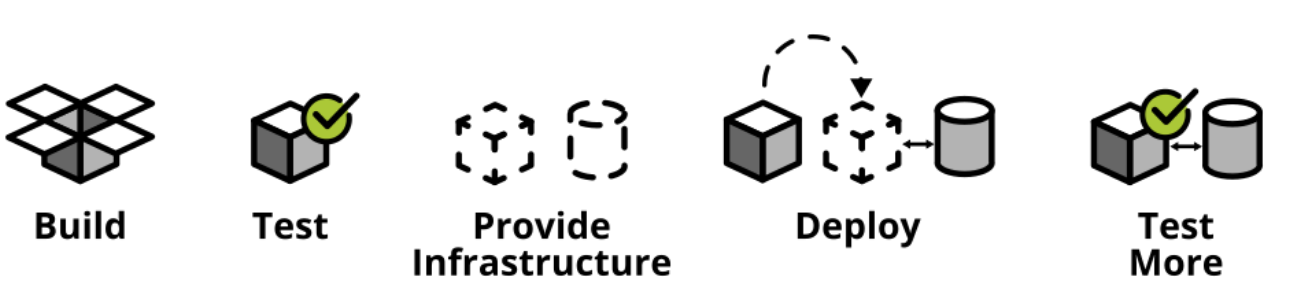 Build
Test
Provide
Infrastructure
Deploy
Test
More